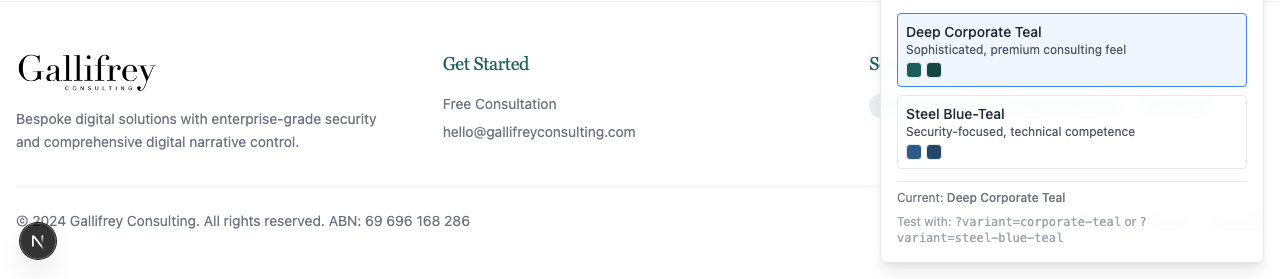 Gallifrey
CONSULTING
Bespoke digital solutions with enterprise-grade security
and comprehensive digital narrative control.
Get Started
Free Consultation
hello@gallifreyconsulting.com
© 2024 Gallifrey Consulting. All rights reserved. ABN: 69 696 168 286
N
Deep Corporate Teal
Sophisticated, premium consulting feel
Steel Blue-Teal
Security-focused, technical competence
Current: Deep Corporate Teal
Test with: ?variant=corporate-teal or ?
variant=steel-blue-teal